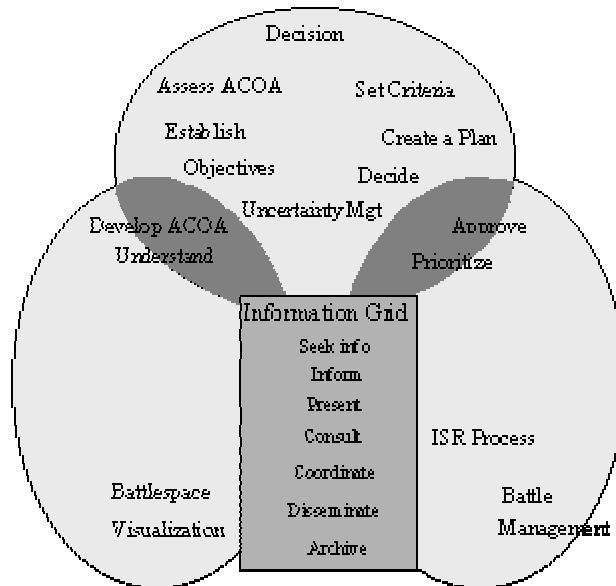 Decision
Assess ACOA
Set Criteria
Establish
Objectives
Create a Plan
Decide
Uncertainty Mgt
Develop ACOA
Understand
Approve
Prioritize
Information Grid
Seek info
Inform
Present
Consult
Coordinate
Disseminate
Archive
ISR Process
Battlespace
Visualization
Battle
Management